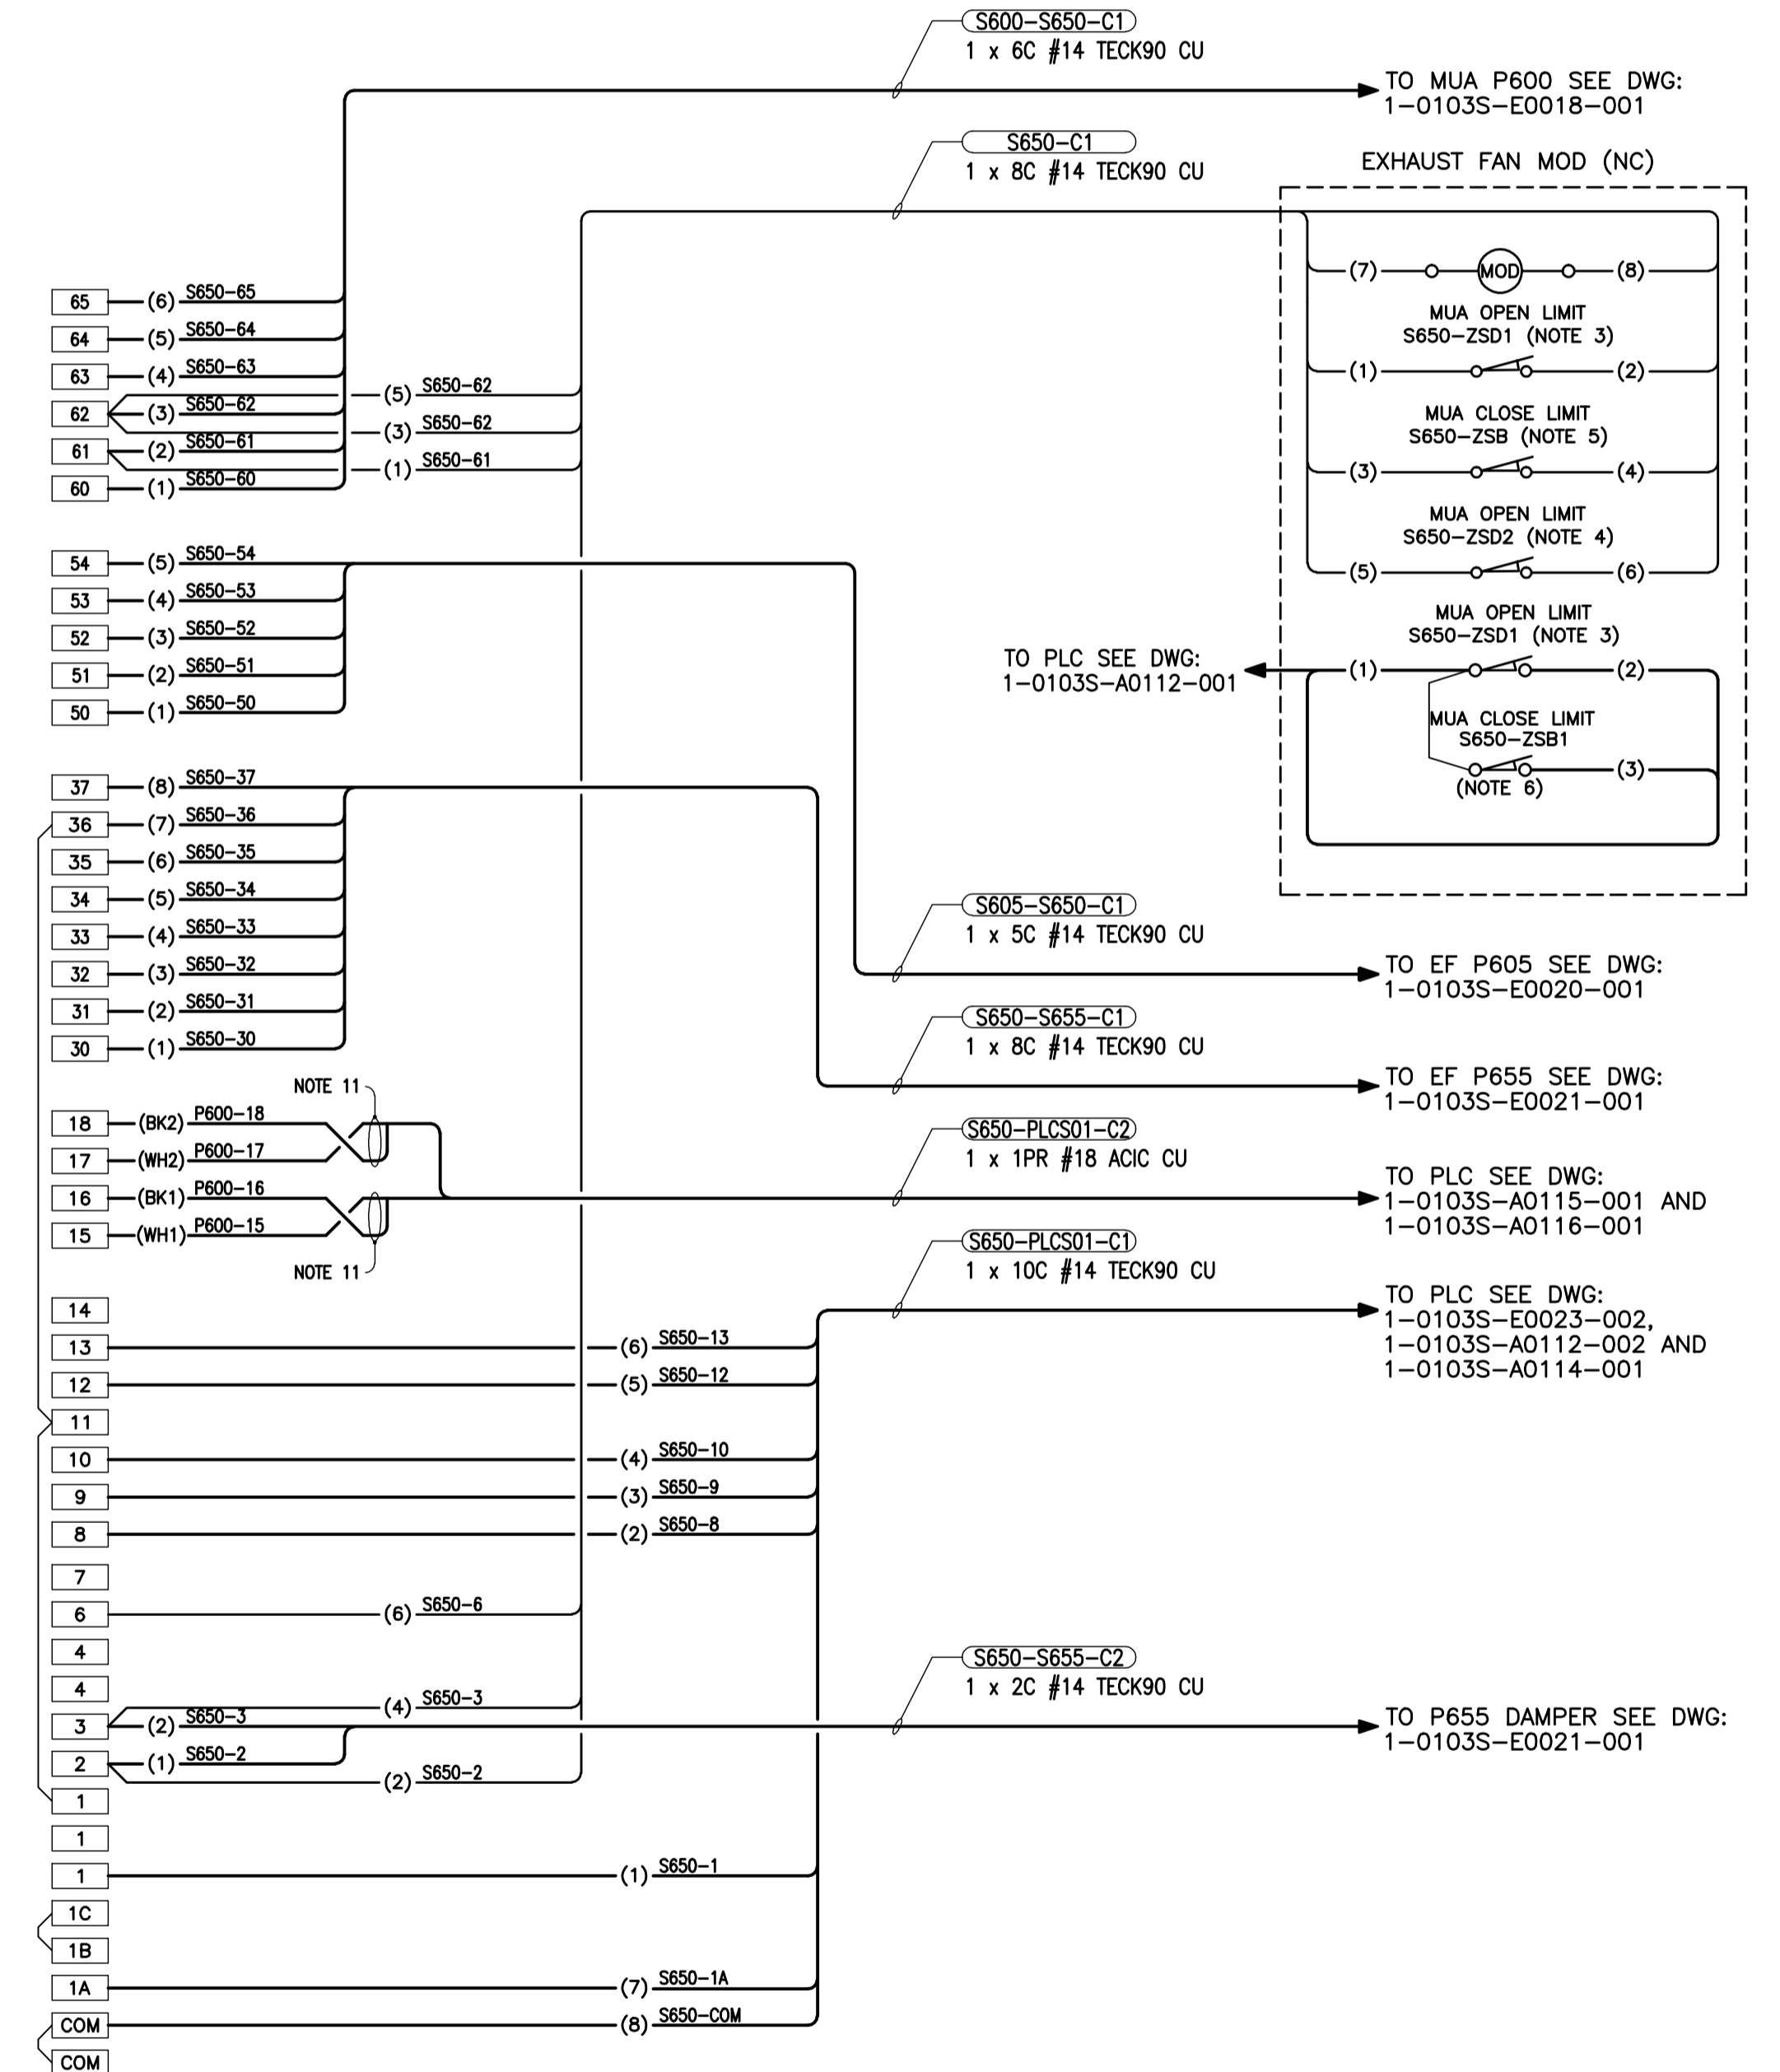 S600-S650-C1
1 x 6C #14 TECK90 CU
TO MUA P600 SEE DWG:
1-0103S-E0018-001
S650-C1
1 x 8C #14 TECK90 CU
EXHAUST FAN MOD (NC)
(7) MOD (8)
MUA OPEN LIMIT
S650-ZSD1 (NOTE 3)
(1) (2)
MUA CLOSE LIMIT
S650-ZSB (NOTE 5)
(3) (4)
MUA OPEN LIMIT
S650-ZSD2 (NOTE 4)
(5) (6)
MUA OPEN LIMIT
S650-ZSD1 (NOTE 3)
(1) (2)
MUA CLOSE LIMIT
S650-ZSB1
(3)
(NOTE 6)
TO PLC SEE DWG:
1-0103S-A0112-001
65 (6) S650-65
64 (5) S650-64
63 (4) S650-63
(5) S650-62
62 (3) S650-62
(3) S650-62
61 (2) S650-61
(1) S650-61
60 (1) S650-60
54 (5) S650-54
53 (4) S650-53
52 (3) S650-52
51 (2) S650-51
50 (1) S650-50
37 (8) S650-37
36 (7) S650-36
35 (6) S650-35
34 (5) S650-34
33 (4) S650-33
32 (3) S650-32
31 (2) S650-31
30 (1) S650-30
S605-S650-C1
1 x 5C #14 TECK90 CU
TO EF P605 SEE DWG:
1-0103S-E0020-001
S650-S655-C1
1 x 8C #14 TECK90 CU
TO EF P655 SEE DWG:
1-0103S-E0021-001
NOTE 11
18 (BK2) P600-18
17 (WH2) P600-17
16 (BK1) P600-16
15 (WH1) P600-15
NOTE 11
S650-PLCS01-C2
1 x 1PR #18 ACIC CU
TO PLC SEE DWG:
1-0103S-A0115-001 AND
1-0103S-A0116-001
S650-PLCS01-C1
1 x 10C #14 TECK90 CU
TO PLC SEE DWG:
1-0103S-E0023-002,
1-0103S-A0112-002 AND
1-0103S-A0114-001
14
13 (6) S650-13
12 (5) S650-12
11
10 (4) S650-10
9 (3) S650-9
8 (2) S650-8
7
6 (6) S650-6
4
4
(4) S650-3
3 (2) S650-3
2 (1) S650-2
(2) S650-2
S650-S655-C2
1 x 2C #14 TECK90 CU
TO P655 DAMPER SEE DWG:
1-0103S-E0021-001
1
1
1 (1) S650-1
1C
1B
1A (7) S650-1A
COM (8) S650-COM
COM